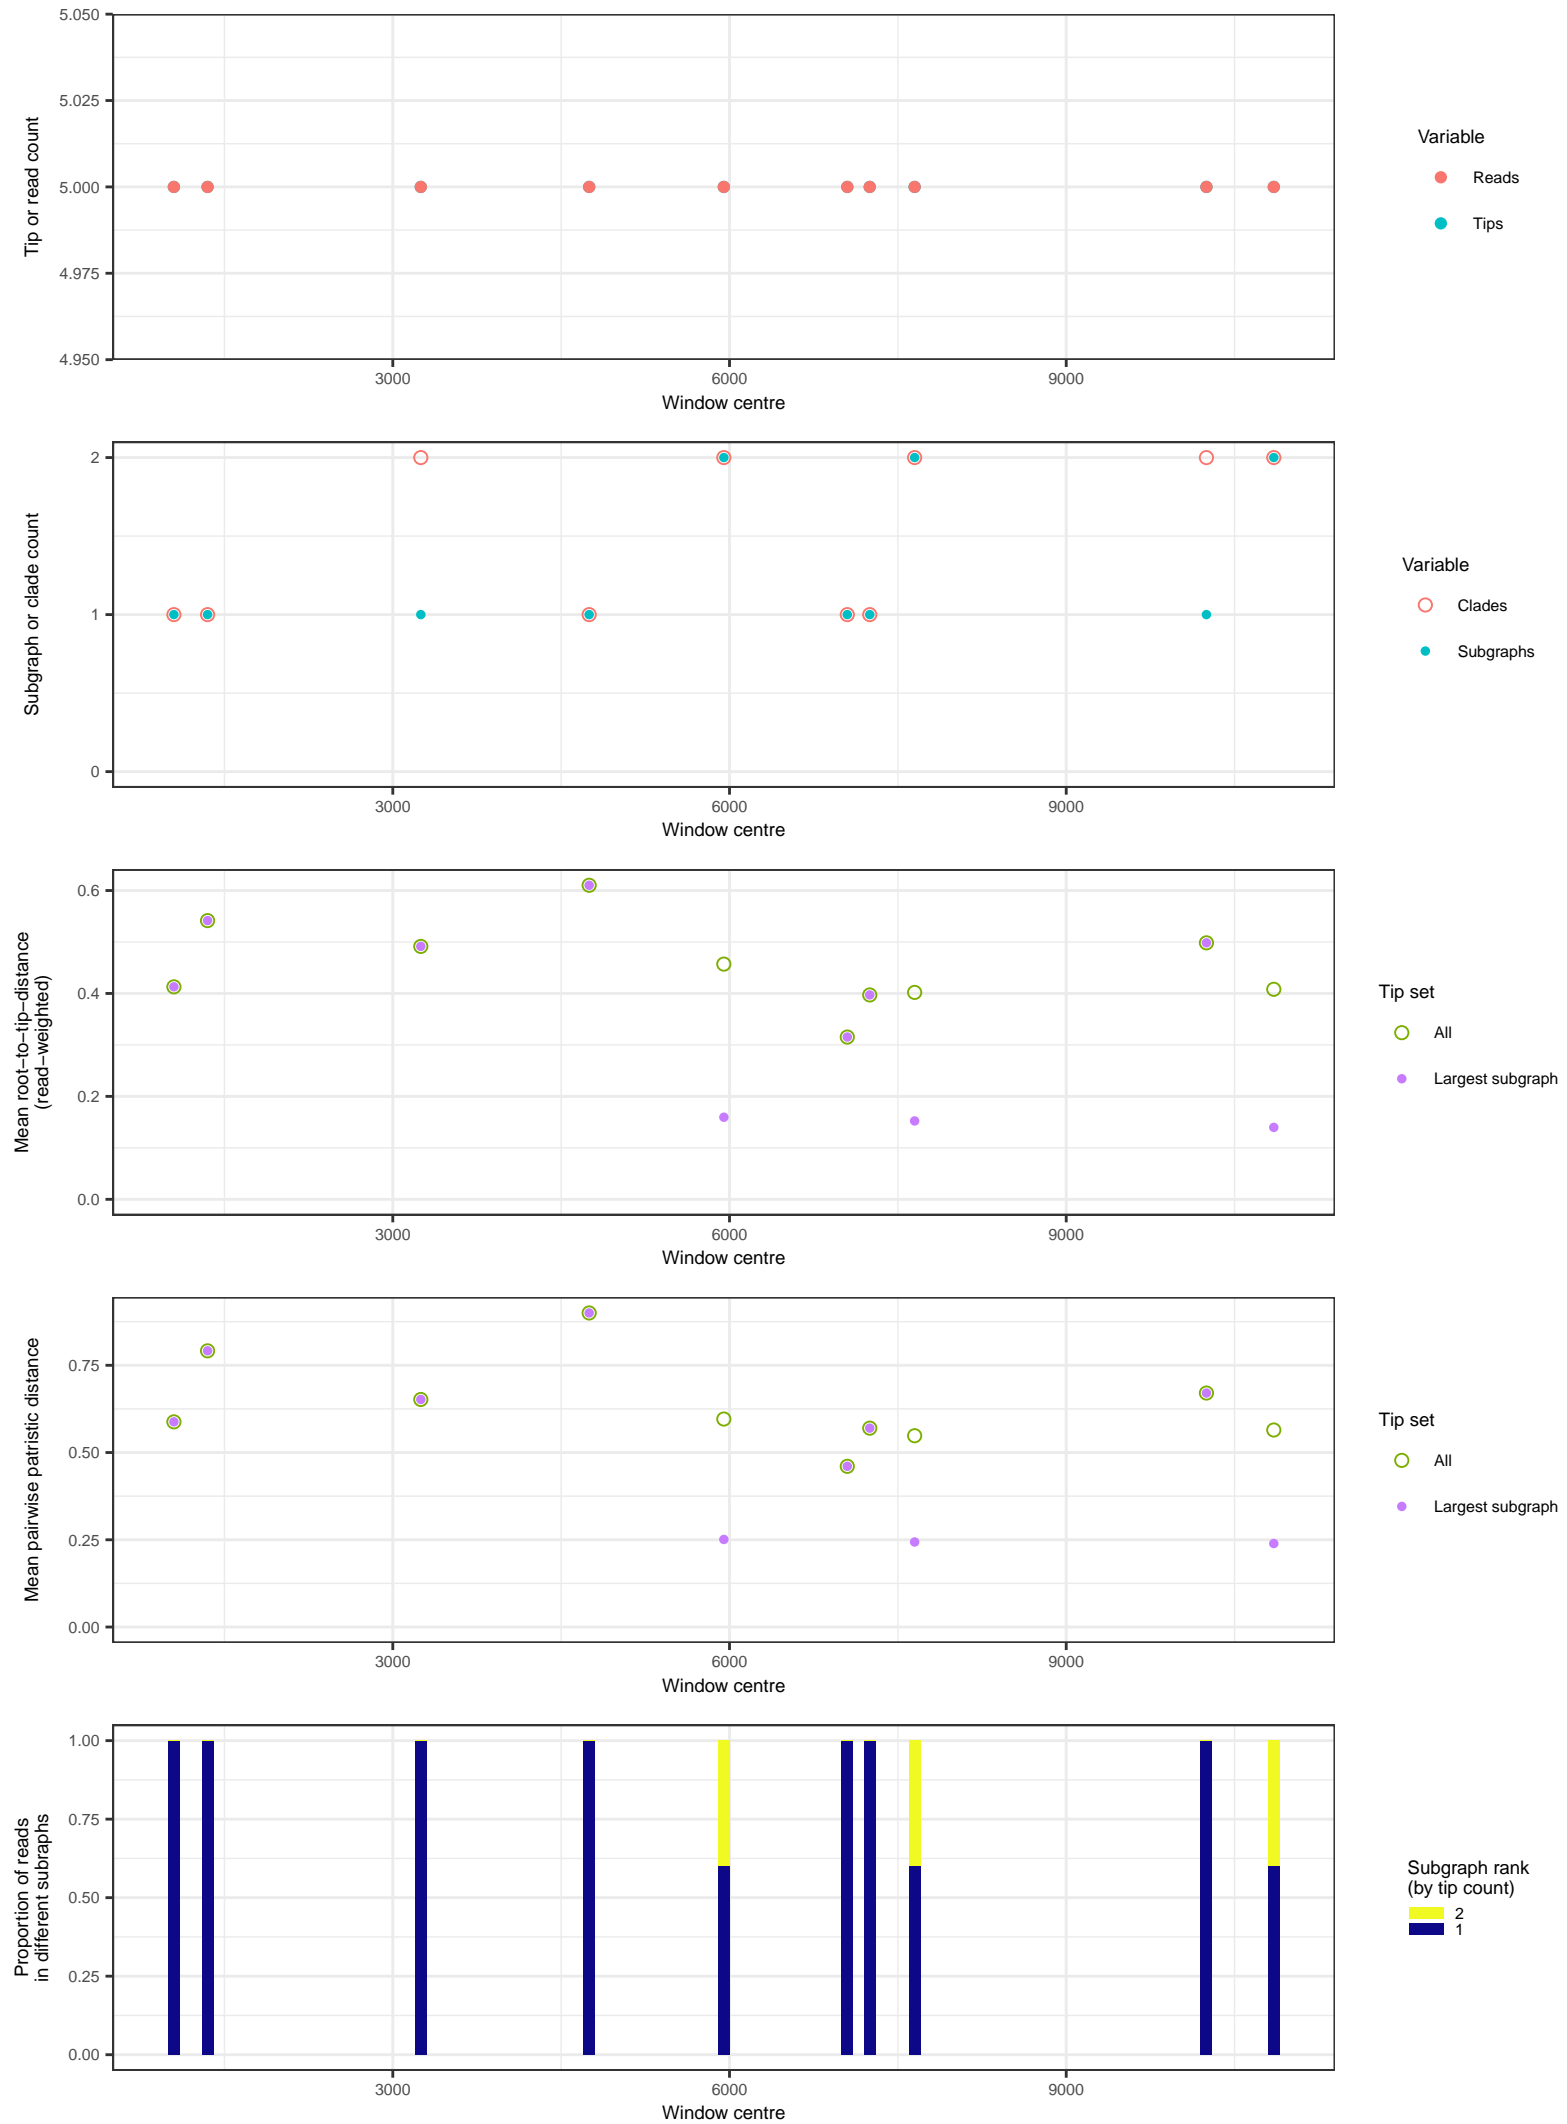 5.050
5.025
5.000
4.975
4.950
Tip or read count
3000 6000 9000
Window centre
Variable
Reads
Tips
2
1
0
Subgraph or clade count
3000 6000 9000
Window centre
Variable
Clades
Subgraphs
0.6
0.4
0.2
0.0
Mean root−to−tip−distance
(read−weighted)
3000 6000 9000
Window centre
Tip set
All
Largest subgraph
0.75
0.50
0.25
0.00
Mean pairwise patristic distance
3000 6000 9000
Window centre
Tip set
All
Largest subgraph
1.00
0.75
0.50
0.25
0.00
Proportion of reads
in different subraphs
3000 6000 9000
Window centre
Subgraph rank
(by tip count)
2
1